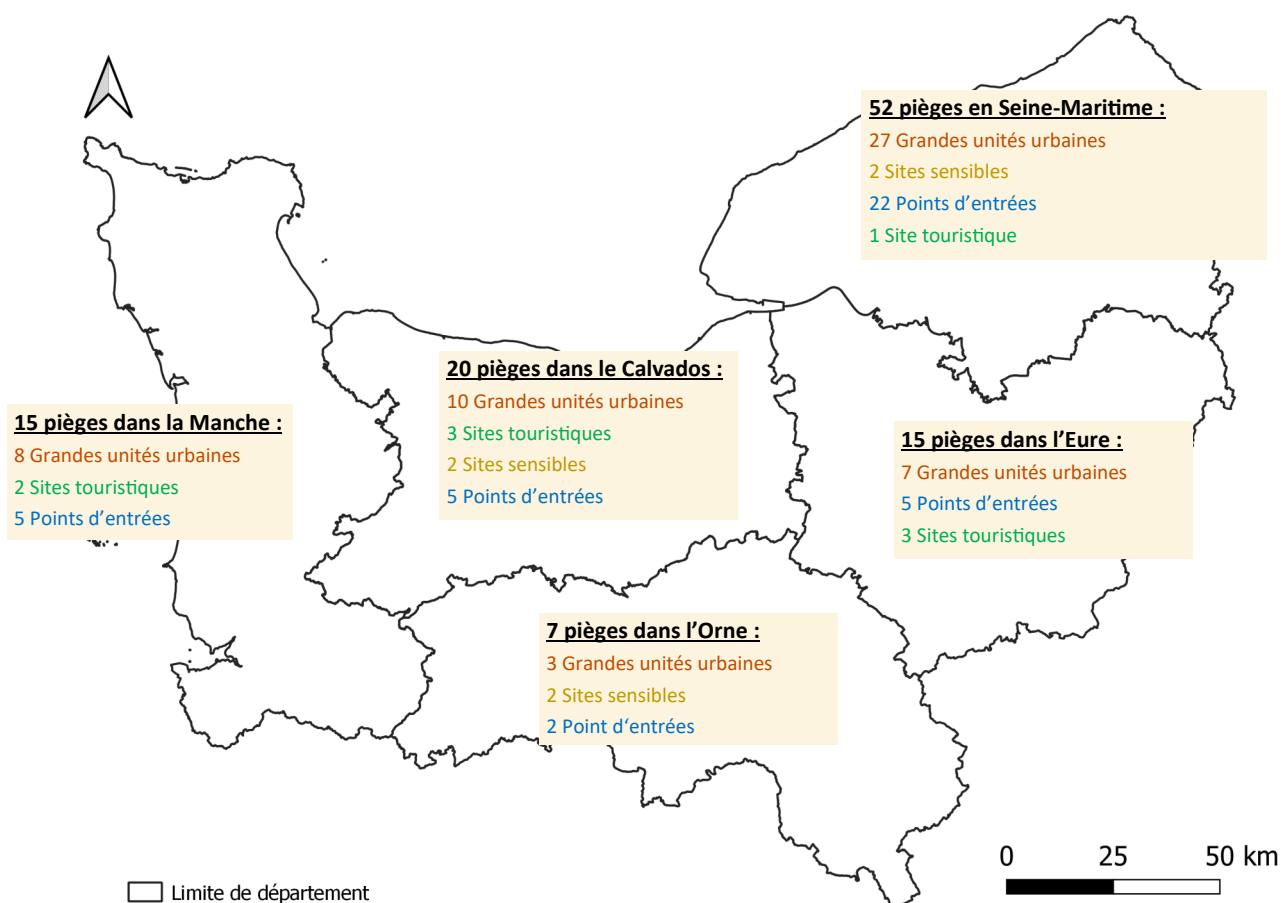 52 pièges en Seine-Maritime :
27 Grandes unités urbaines
2 Sites sensibles
22 Points d'entrées
1 Site touristique
20 pièges dans le Calvados :
10 Grandes unités urbaines
3 Sites touristiques
2 Sites sensibles
5 Points d'entrées
15 pièges dans la Manche :
8 Grandes unités urbaines
2 Sites touristiques
5 Points d'entrées
15 pièges dans l'Eure :
7 Grandes unités urbaines
5 Points d'entrées
3 Sites touristiques
7 pièges dans l'Orne :
3 Grandes unités urbaines
2 Sites sensibles
2 Point d‘entrées
0 25 50 km
Limite de département